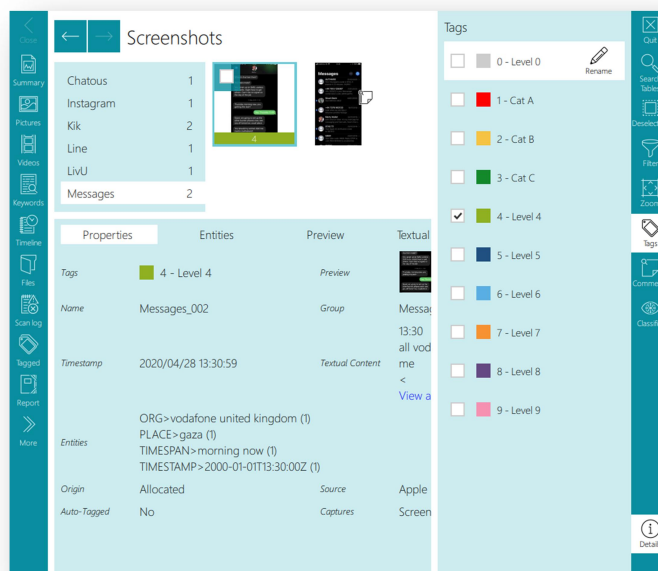 Close
Summary
Pictures
Videos
Keywords
Timeline
Files
Scan log
Tagged
Report
More
Screenshots
Chatous 1
Instagram 1
Kik 2
Line 1
LivU 1
Messages 2
4
Messages
Properties Entities Preview Textual
Tags 4 - Level 4 Preview
Name Messages_002 Group Messag
Timestamp 2020/04/28 13:30:59 Textual Content 13:30
all vod
me
<
View a
Entities ORG>vodafone united kingdom (1)
PLACE>gaza (1)
TIMESPAN>morning now (1)
TIMESTAMP>2000-01-01T13:30:00Z (1)
Origin Allocated Source Apple
Auto-Tagged No Captures Screen
Tags
0 - Level 0 Rename
1 - Cat A
2 - Cat B
3 - Cat C
4 - Level 4
5 - Level 5
6 - Level 6
7 - Level 7
8 - Level 8
9 - Level 9
Quit
Search
Tables
Deselect
Filter
Zoom
Tags
Comme
Classifi
Detail